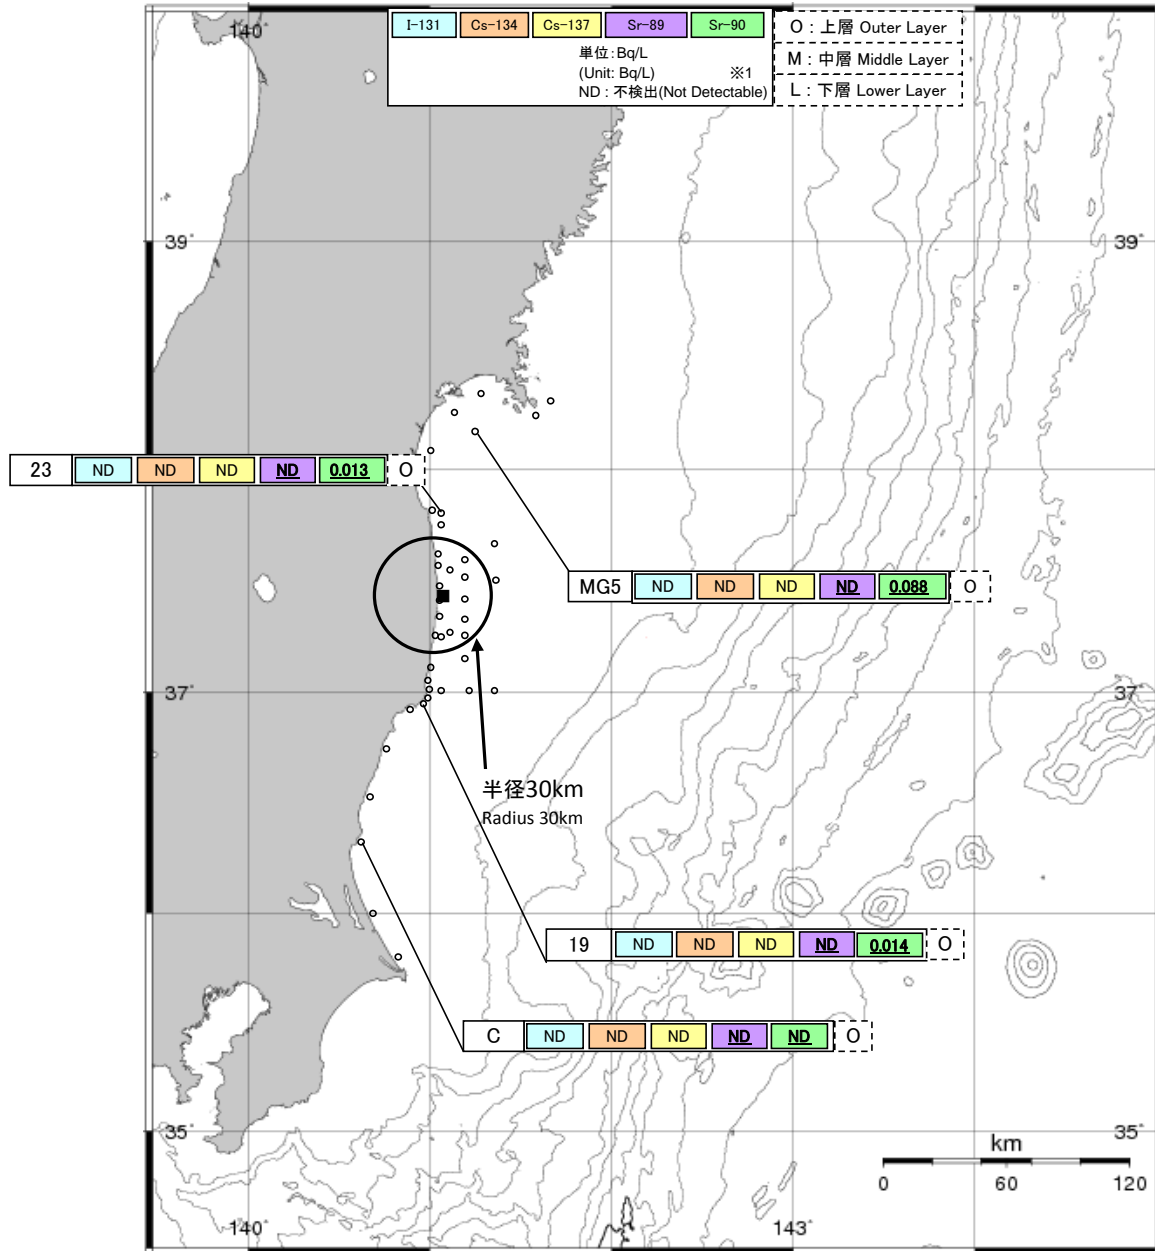 140°
I-131 Cs-134 Cs-137 Sr-89 Sr-90
単位:Bq/L
(Unit: Bq/L) ※1
ND : 不検出(Not Detectable)
O : 上層 Outer Layer
M : 中層 Middle Layer
L : 下層 Lower Layer
39° 39°
23 ND ND ND ND 0.013 O
MG5 ND ND ND ND 0.088 O
37° 37°
半径30km
Radius 30km
19 ND ND ND ND 0.014 O
C ND ND ND ND ND O
35° 35°
km
0 60 120
140° 143°